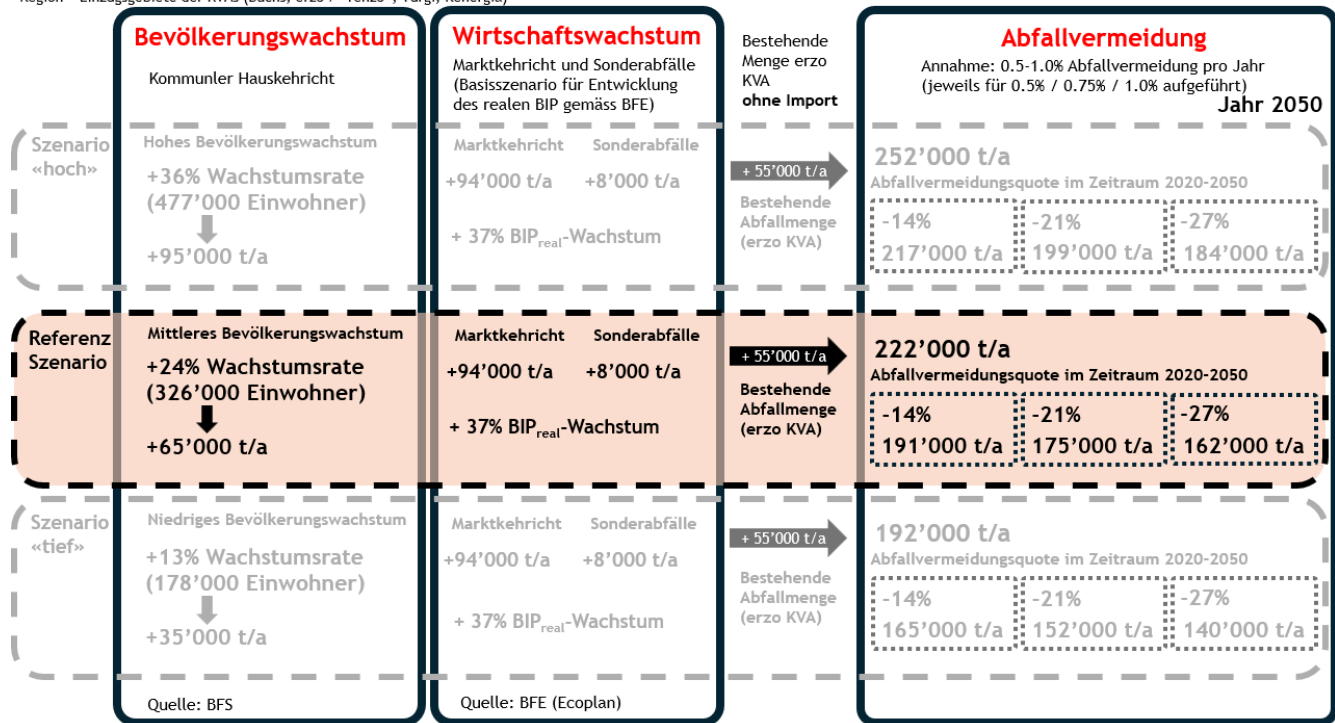 Bevölkerungswachstum
Kommunler Hauskehricht
Wirtschaftswachstum
Marktkehricht und Sonderabfälle
(Basisszenario für Entwicklung
des realen BIP gemäss BFE)
Bestehende
Menge erzo
KVA
ohne Import
Abfallvermeidung
Annahme: 0.5-1.0% Abfallvermeidung pro Jahr
(jeweils für 0.5% / 0.75% / 1.0% aufgeführt)
Jahr 2050
Szenario
«hoch»
Hohes Bevölkerungswachstum
+36% Wachstumsrate
(477’000 Einwohner)
+95’000 t/a
Marktkehricht Sonderabfälle
+94’000 t/a +8’000 t/a
+ 37% BIPreal-Wachstum
+ 55’000 t/a
Bestehende
Abfallmenge
(erzo KVA)
252’000 t/a
Abfallvermeidungsquote im Zeitraum 2020-2050
-14% -21% -27%
217’000 t/a 199’000 t/a 184’000 t/a
Referenz
Szenario
Mittleres Bevölkerungswachstum
+24% Wachstumsrate
(326’000 Einwohner)
+65’000 t/a
Marktkehricht Sonderabfälle
+94’000 t/a +8’000 t/a
+ 37% BIPreal-Wachstum
+ 55’000 t/a
Bestehende
Abfallmenge
(erzo KVA)
222’000 t/a
Abfallvermeidungsquote im Zeitraum 2020-2050
-14% -21% -27%
191’000 t/a 175’000 t/a 162’000 t/a
Szenario
«tief»
Niedriges Bevölkerungswachstum
+13% Wachstumsrate
(178’000 Einwohner)
+35’000 t/a
Marktkehricht Sonderabfälle
+94’000 t/a +8’000 t/a
+ 37% BIPreal-Wachstum
+ 55’000 t/a
Bestehende
Abfallmenge
(erzo KVA)
192’000 t/a
Abfallvermeidungsquote im Zeitraum 2020-2050
-14% -21% -27%
165’000 t/a 152’000 t/a 140’000 t/a
Quelle: BFS
Quelle: BFE (Ecoplan)